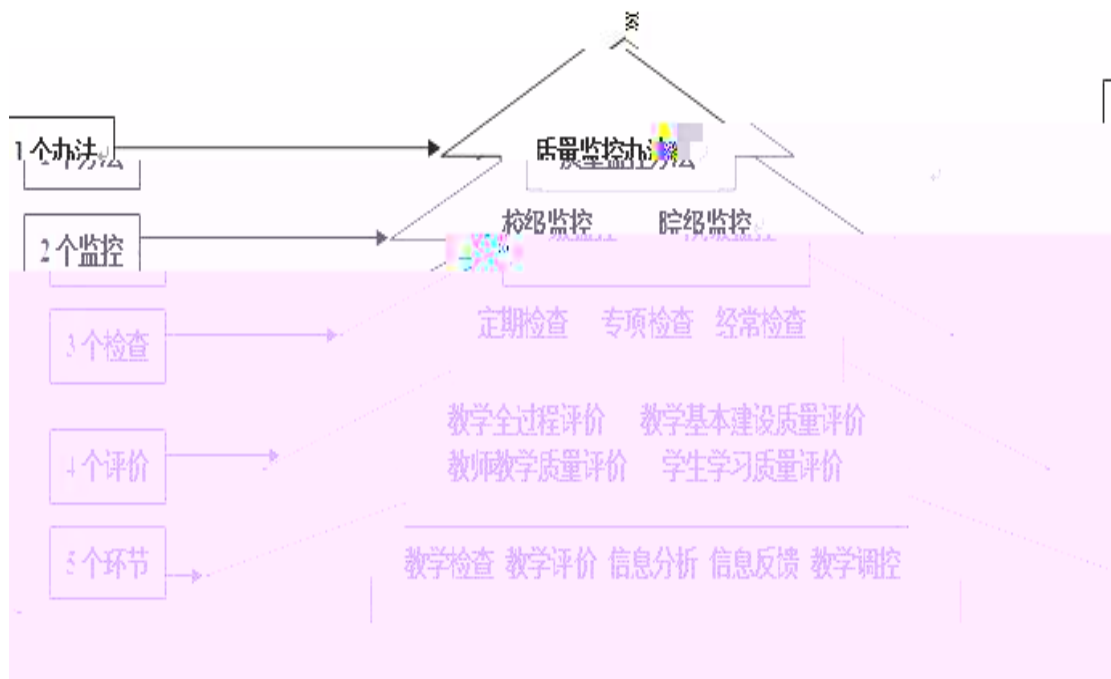 1个办法
质量监控办法
2个监控
校级监控 院级监控
3个检查
定期检查 专项检查 经常检查
4个评价
教学全过程评价 教学基本建设质量评价
教师教学质量评价 学生学习质量评价
5个环节
教学检查 教学评价 信息分析 信息反馈 教学调控